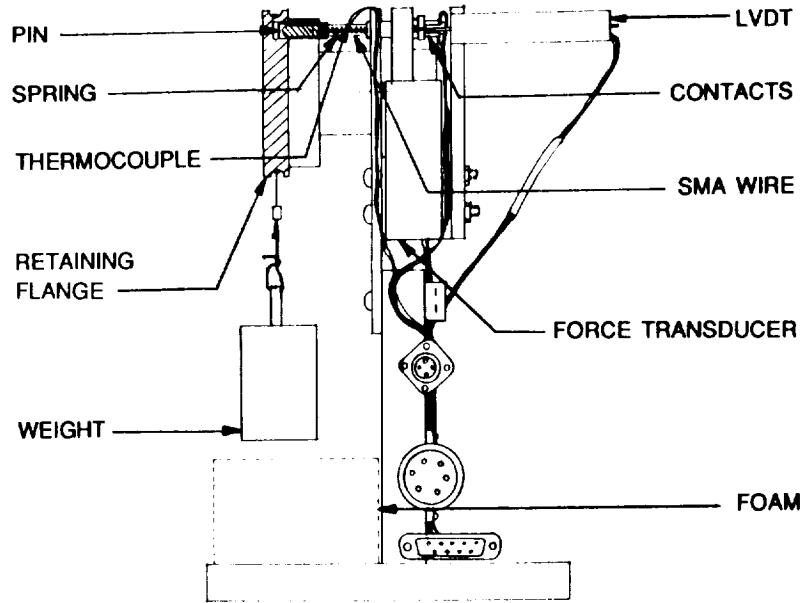 PIN
SPRING
THERMOCOUPLE
RETAINING
FLANGE
WEIGHT
LVDT
CONTACTS
SMA WIRE
FORCE TRANSDUCER
FOAM